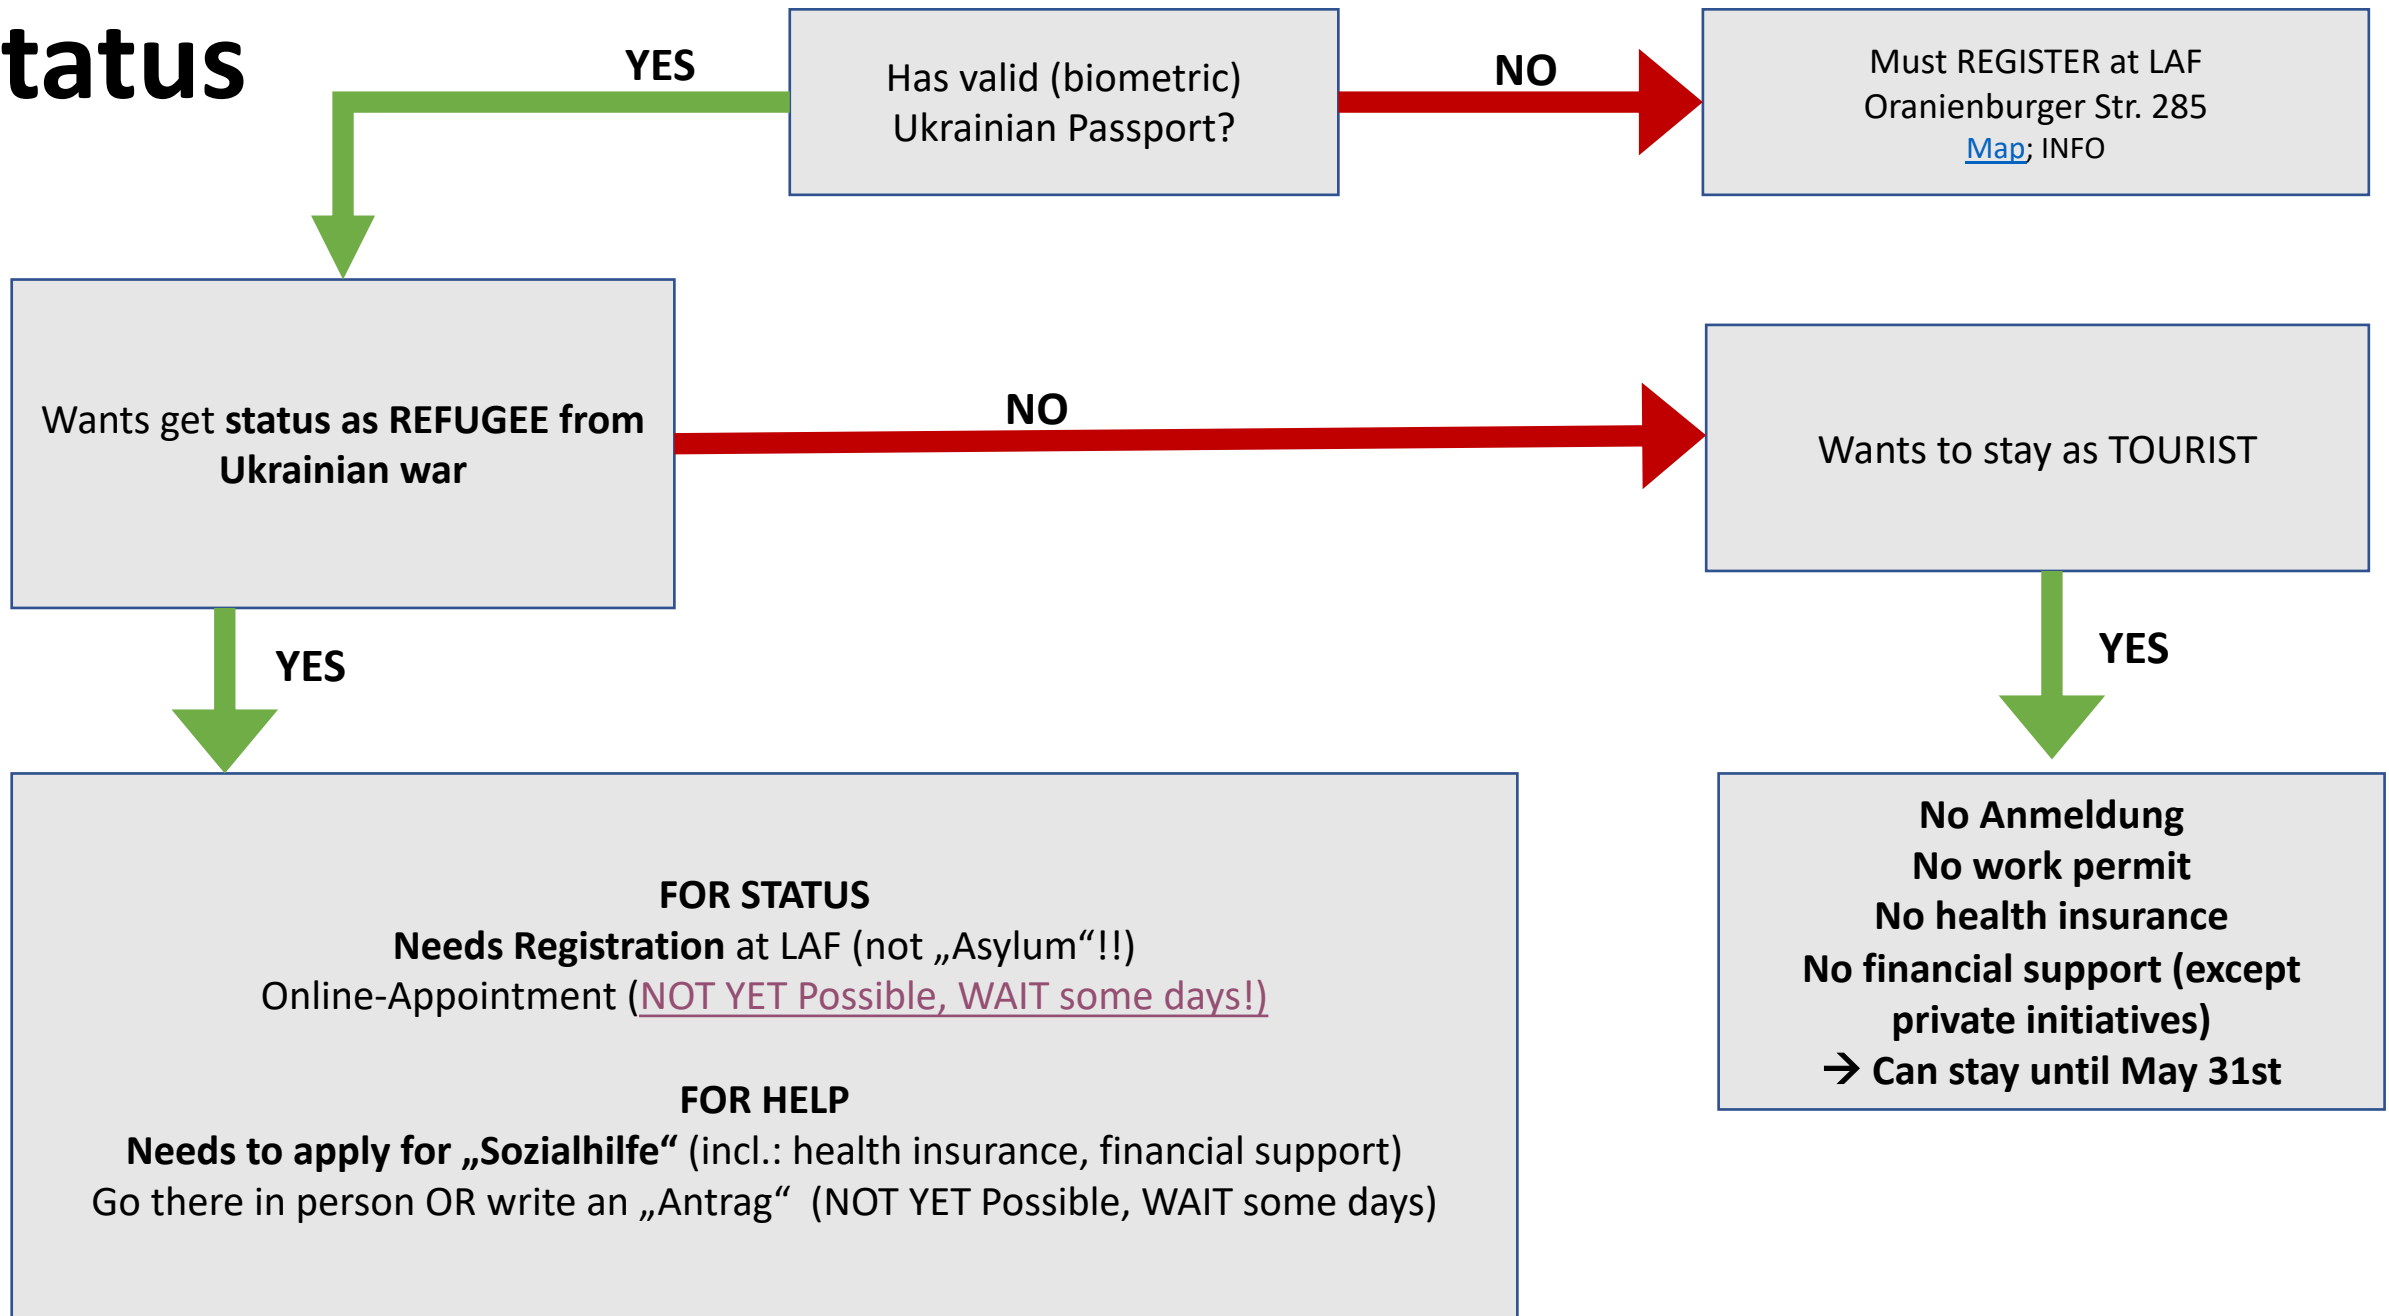 tatus
YES
Has valid (biometric)
Ukrainian Passport?
NO
Must REGISTER at LAF
Oranienburger Str. 285
Map; INFO
Wants get status as REFUGEE from
Ukrainian war
NO
Wants to stay as TOURIST
YES
YES
FOR STATUS
Needs Registration at LAF (not „Asylum“!!)
Online-Appointment (NOT YET Possible, WAIT some days!)
FOR HELP
Needs to apply for „Sozialhilfe“ (incl.: health insurance, financial support)
Go there in person OR write an „Antrag“ (NOT YET Possible, WAIT some days)
No Anmeldung
No work permit
No health insurance
No financial support (except
private initiatives)
→ Can stay until May 31st